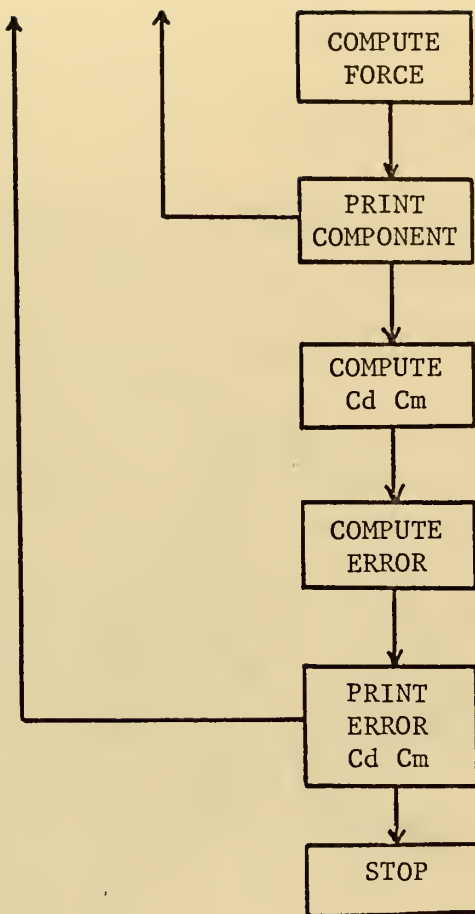 COMPUTE
FORCE
PRINT
COMPONENT
COMPUTE
Cd Cm
COMPUTE
ERROR
PRINT
ERROR
Cd Cm
STOP